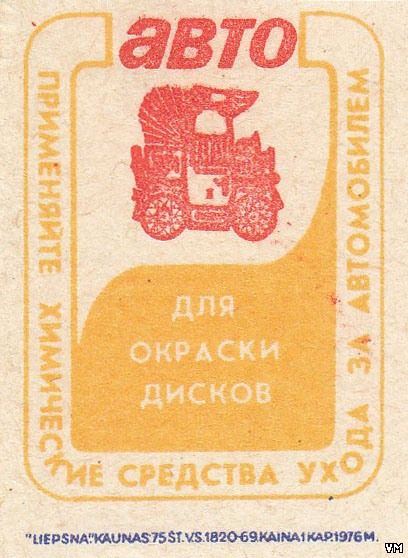 авто
ПРИМЕНЯЙТЕ ХИМИЧЕСКИЕ СРЕДСТВА УХОДА ЗА АВТОМОБИЛЕМ
ДЛЯ
ОКРАСКИ
ДИСКОВ
"LIEPSNA". KAUNAS 75 ŠT. V.S. 1820-69. KAINA 1 KAP. 1976 M.
VM